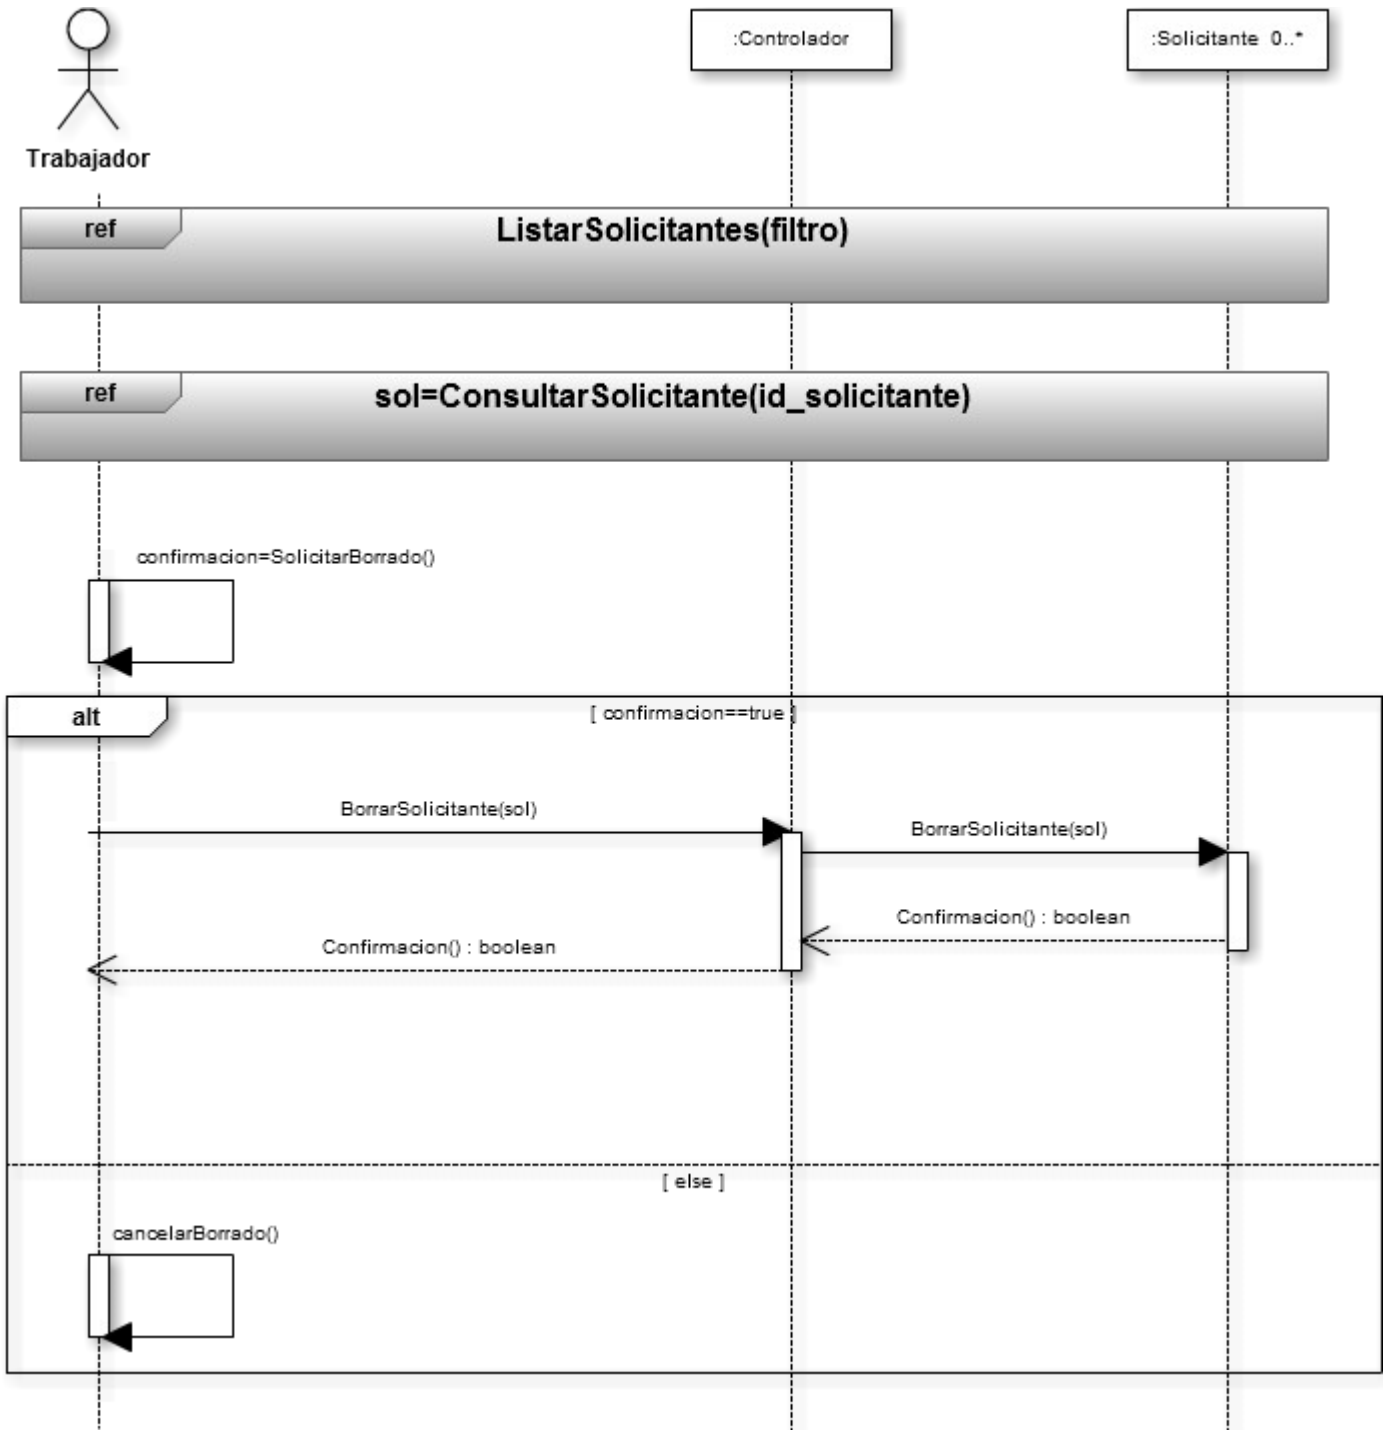 :Controlador
:Solicitante 0..*
Trabajador
ref
ListarSolicitantes(filtro)
ref
sol=ConsultarSolicitante(id_solicitante)
confirmacion=SolicitarBorrado()
alt
[ confirmacion==true ]
BorrarSolicitante(sol)
BorrarSolicitante(sol)
Confirmacion() : boolean
Confirmacion() : boolean
[ else ]
cancelarBorrado()